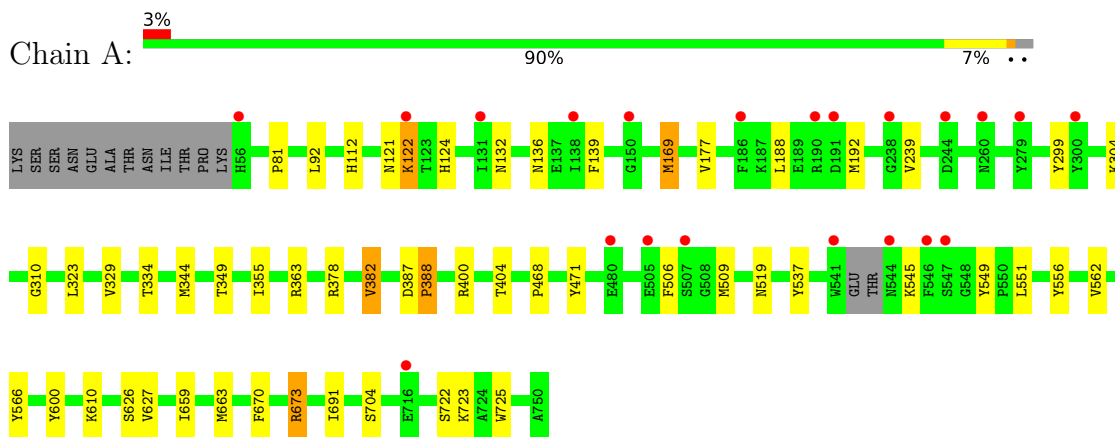 3%
Chain A:
90% 7% • •
LYS SER SER ASN GLU ALA THR ASN ILE THR PRO LYS H56 P81 L92 H112 N121 K122 T123 H124 I131 N132 N136 E137 I138 F139 G150 M169 V177 F186 K187 L188 E189 R190 D191 M192 G238 V239 D244 N260 Y279 Y299 Y300
G310 L323 V329 T334 M344 T349 I355 R363 R378 V382 D387 P388 R400 T404 P468 Y471 E480 E505 F506 S507 G508 M509 N519 Y537 W541 GLU THR N544 K545 F546 S547 G548 Y549 P550 L551 Y556 V562
Y566 Y600 K610 S626 V627 I659 M663 F670 R673 I691 S704 E716 S722 K723 A724 W725 A750